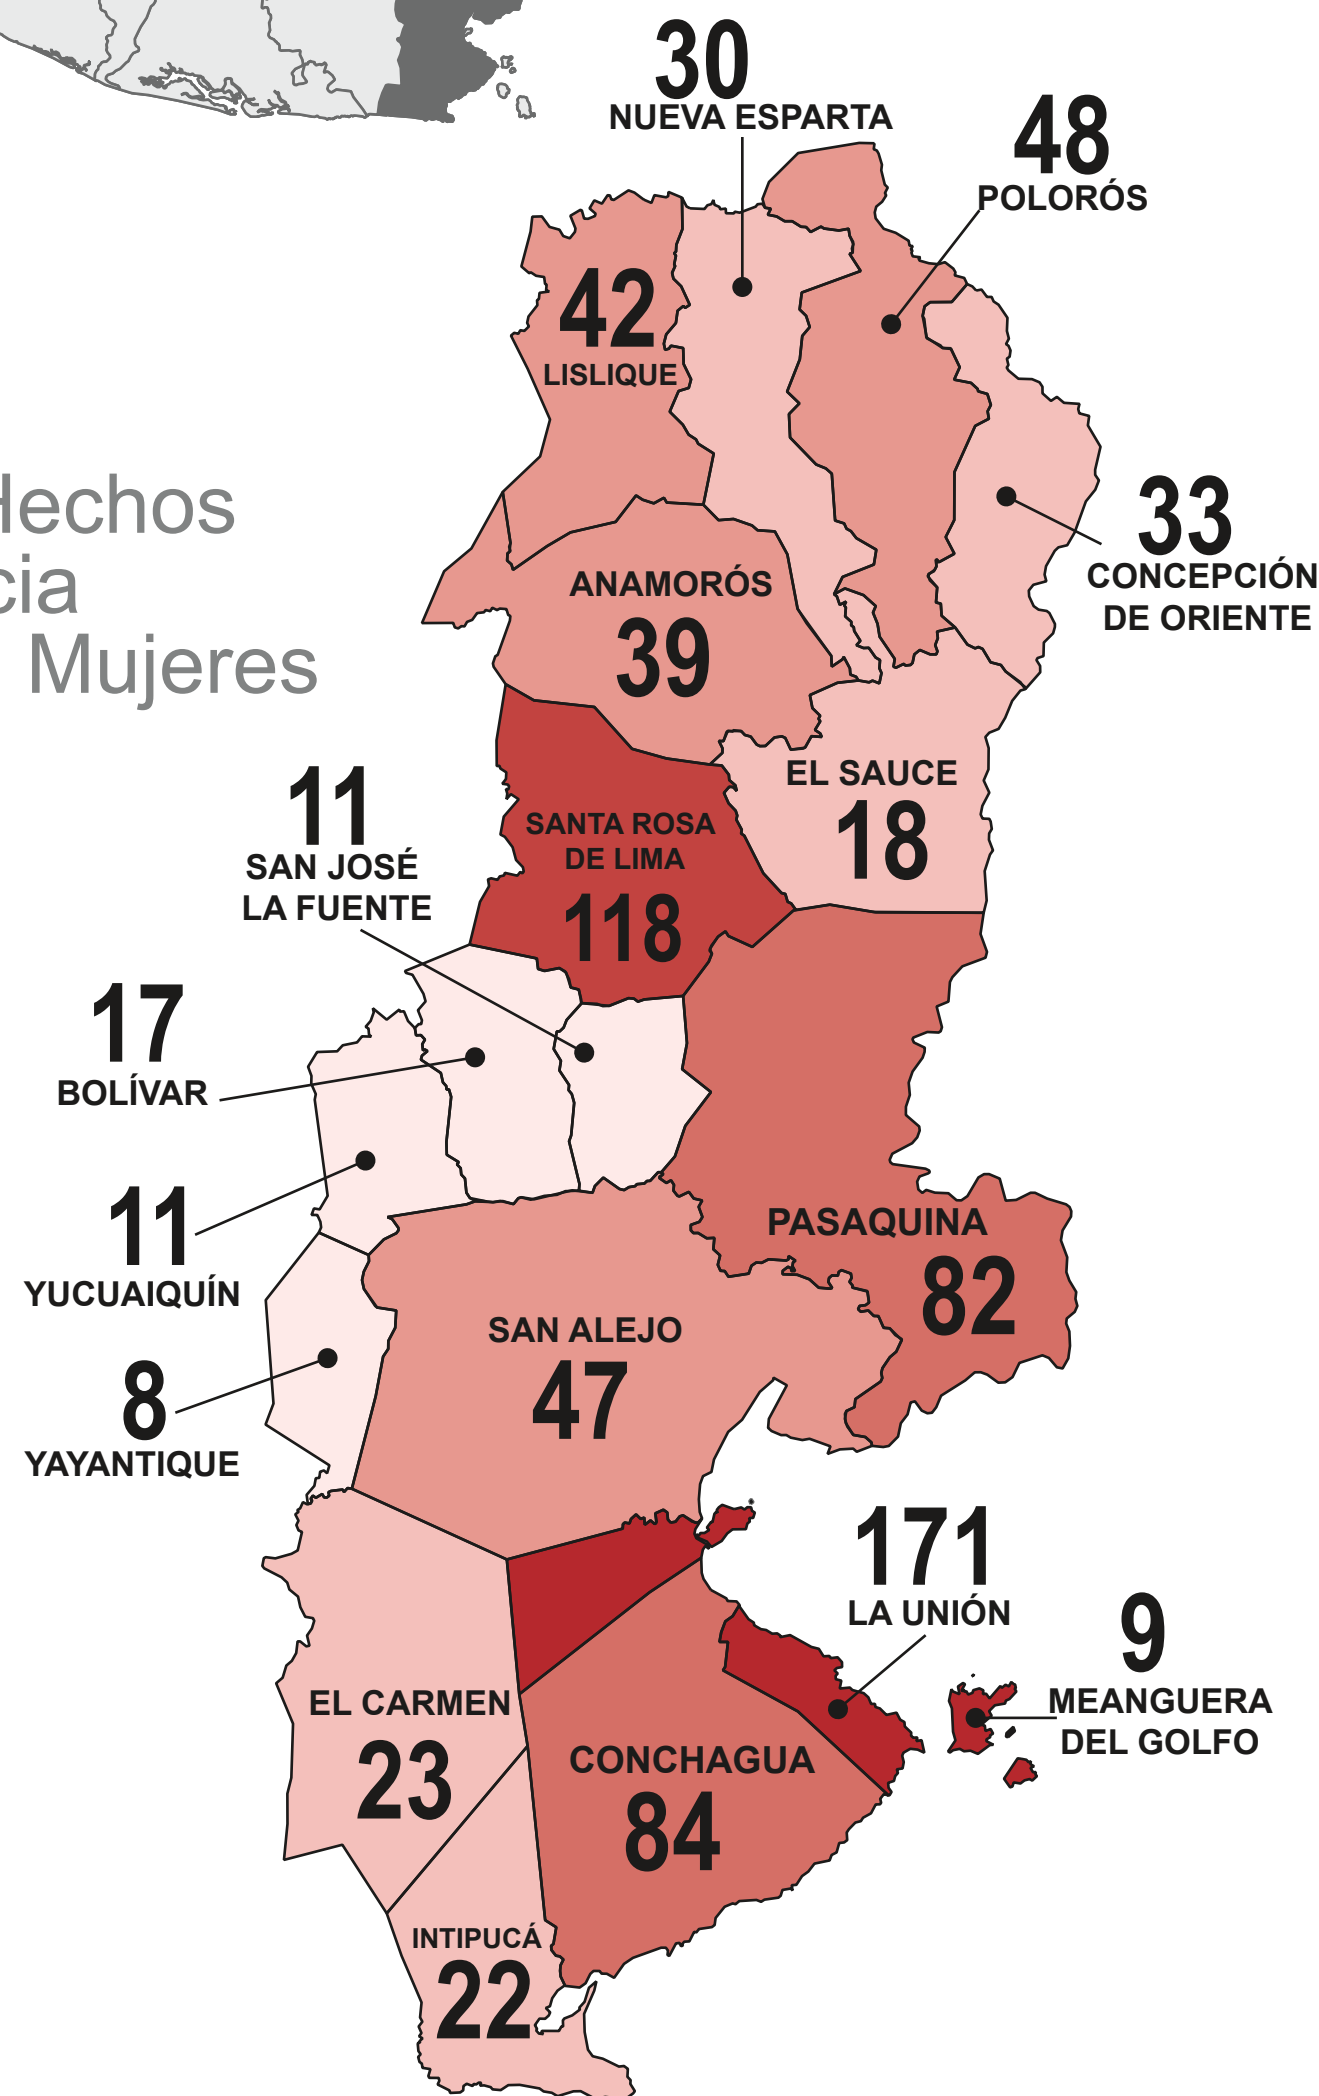 30
NUEVA ESPARTA
48
POLORÓS
42
LISLIQUE
Hechos
cia
Mujeres
33
CONCEPCIÓN
DE ORIENTE
ANAMORÓS
39
EL SAUCE
18
11
SAN JOSÉ
LA FUENTE
SANTA ROSA
DE LIMA
118
17
BOLÍVAR
11
YUCUAIQUÍN
PASAQUINA
82
SAN ALEJO
47
8
YAYANTIQUE
171
LA UNIÓN
9
MEANGUERA
DEL GOLFO
EL CARMEN
23
CONCHAGUA
84
INTIPUCÁ
22